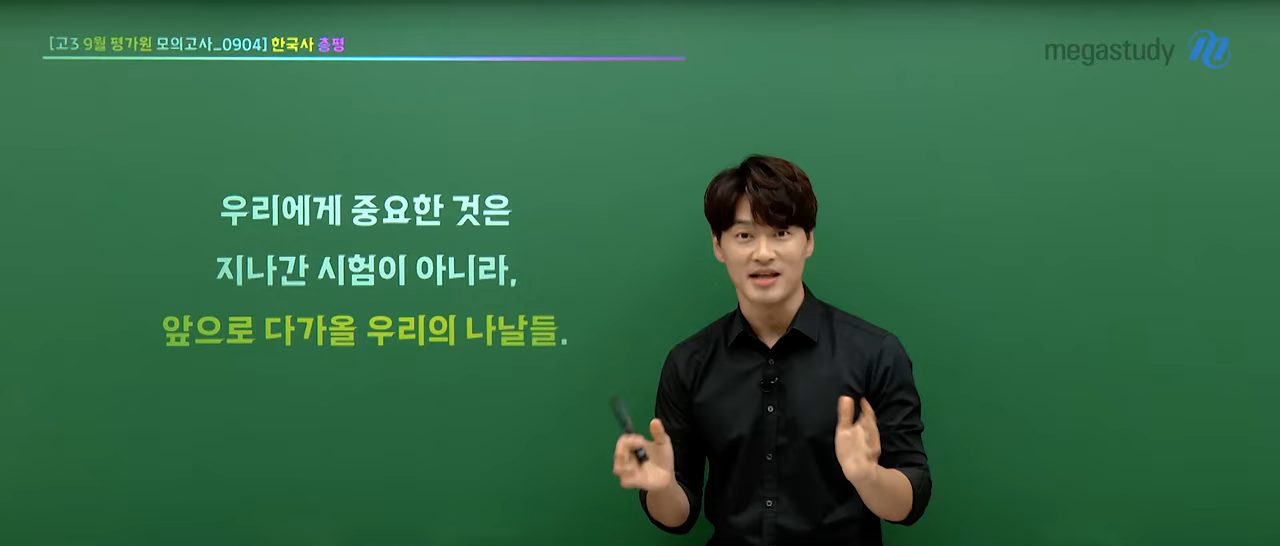 [고3 9월 평가원 모의고사_0904] 한국사 총평
megastudy
우리에게 중요한 것은
지나간 시험이 아니라,
앞으로 다가올 우리의 나날들.